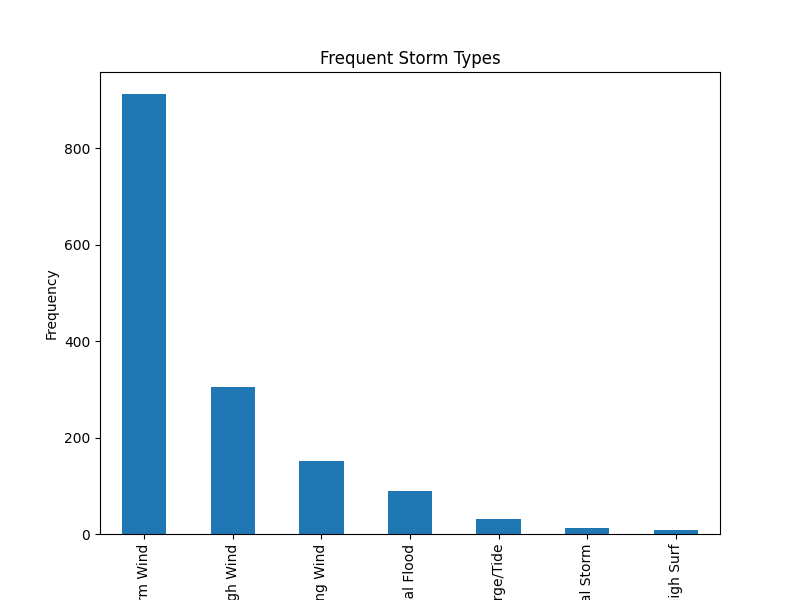 Frequent Storm Types
Frequency
800
600
400
200
0
rm Wind
gh Wind
ng Wind
al Flood
rge/Tide
al Storm
igh Surf